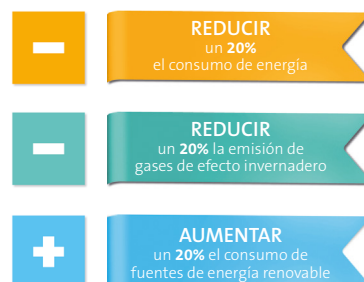 REDUCIR
un 20%
el consumo de energía
REDUCIR
un 20% la emisión de
gases de efecto invernadero
AUMENTAR
un 20% el consumo de
fuentes de energía renovable